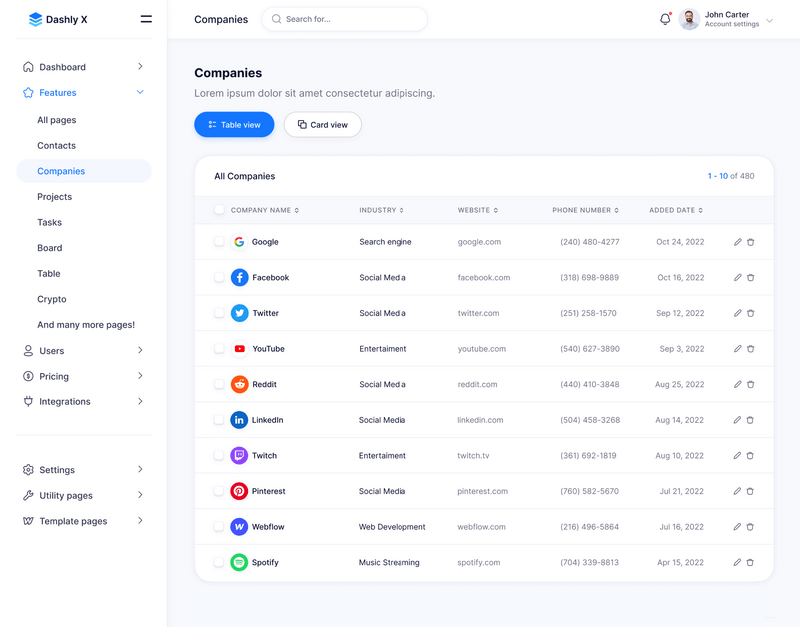 Dashly X
Companies
Search for...
John Carter
Account settings
Dashboard
Features
All pages
Contacts
Companies
Projects
Tasks
Board
Table
Crypto
And many more pages!
Users
Pricing
Integrations
Settings
Utility pages
Template pages
Companies
Lorem ipsum dolor sit amet consectetur adipiscing.
Table view
Card view
All Companies
1 - 10 of 480
COMPANY NAME INDUSTRY WEBSITE PHONE NUMBER ADDED DATE
Google Search engine google.com (240) 480-4277 Oct 24, 2022
Facebook Social Media facebook.com (318) 698-9889 Oct 16, 2022
Twitter Social Media twitter.com (251) 258-1570 Sep 12, 2022
YouTube Entertaiment youtube.com (540) 627-3890 Sep 3, 2022
Reddit Social Media reddit.com (440) 410-3848 Aug 25, 2022
LinkedIn Social Media linkedin.com (504) 458-3268 Aug 14, 2022
Twitch Entertaiment twitch.tv (361) 692-1819 Aug 10, 2022
Pinterest Social Media pinterest.com (760) 582-5670 Jul 21, 2022
Webflow Web Development webflow.com (216) 496-5864 Jul 16, 2022
Spotify Music Streaming spotify.com (704) 339-8813 Apr 15, 2022